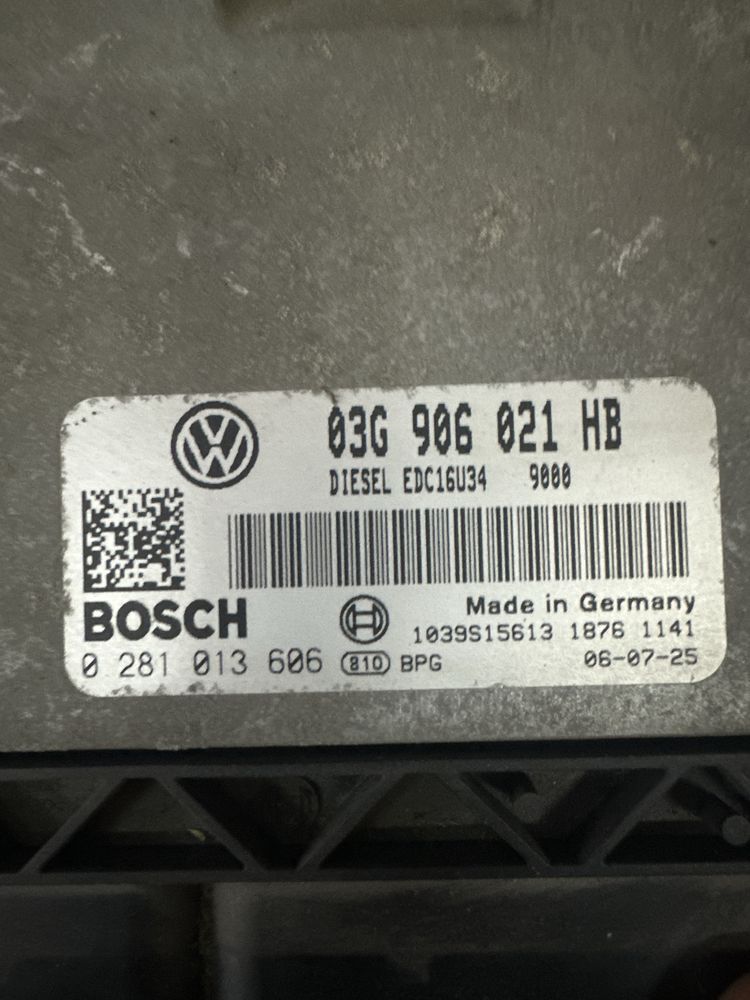 03G 906 021 HB
DIESEL EDC16U34 9000
BOSCH
Made in Germany
1039S15613 1876 1141
0 281 013 606 810 BPG 06-07-25